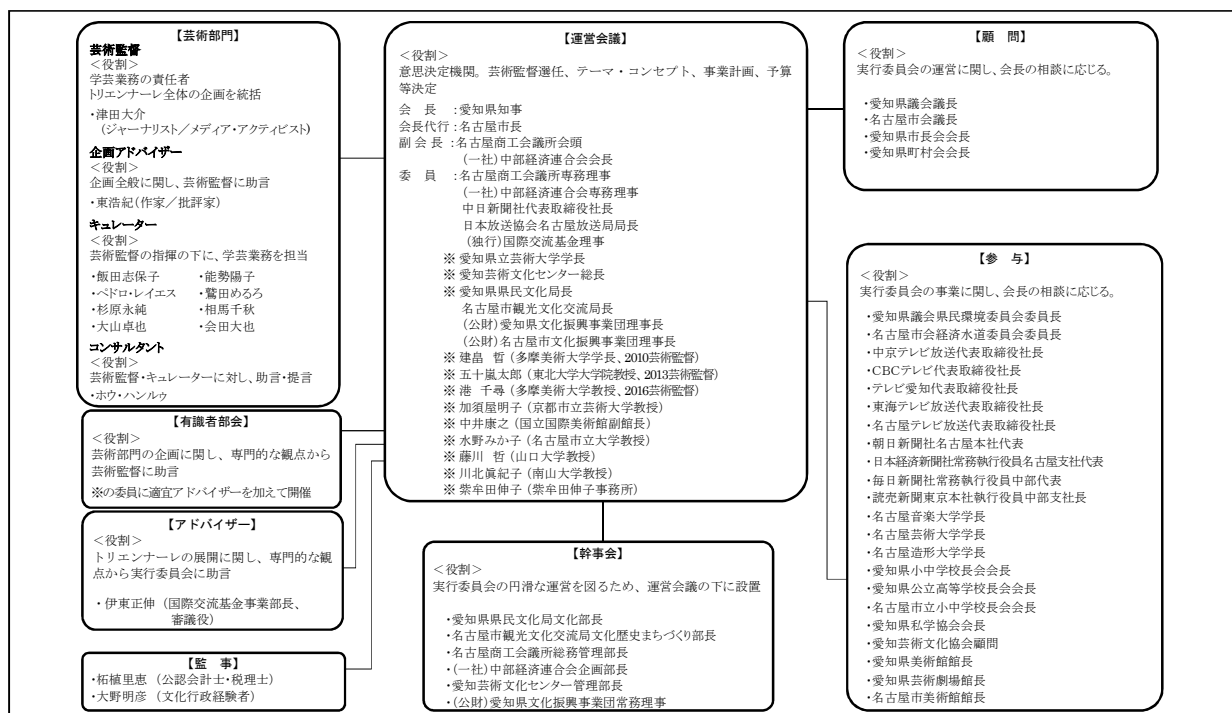 【芸術部門】
芸術監督
＜役割＞
学芸業務の責任者
トリエンナーレ全体の企画を統括
・津田大介
(ジャーナリスト／メディア・アクティビスト)
企画アドバイザー
＜役割＞
企画全般に関し、芸術監督に助言
・東浩紀(作家／批評家)
キュレーター
＜役割＞
芸術監督の指揮の下に、学芸業務を担当
・飯田志保子 ・能勢陽子
・ペドロ・レイエス ・鷲田めるろ
・杉原永純 ・相馬千秋
・大山卓也 ・会田大也
コンサルタント
＜役割＞
芸術監督・キュレーターに対し、助言・提言
・ホウ・ハンルゥ
【有識者部会】
＜役割＞
芸術部門の企画に関し、専門的な観点から
芸術監督に助言
※の委員に適宜アドバイザーを加えて開催
【アドバイザー】
＜役割＞
トリエンナーレの展開に関し、専門的な観
点から実行委員会に助言
・伊東正伸（国際交流基金事業部長、
審議役）
【監 事】
・柘植里恵（公認会計士・税理士）
・大野明彦（文化行政経験者）
【運営会議】
＜役割＞
意思決定機関。芸術監督選任、テーマ・コンセプト、事業計画、予算
等決定
会 長 ：愛知県知事
会長代行：名古屋市長
副会長：名古屋商工会議所会頭
(一社)中部経済連合会会長
委 員 ：名古屋商工会議所専務理事
(一社)中部経済連合会専務理事
中日新聞社代表取締役社長
日本放送協会名古屋放送局局長
(独行)国際交流基金理事
※ 愛知県立芸術大学学長
※ 愛知芸術文化センター総長
※ 愛知県県民文化局長
名古屋市観光文化交流局長
(公財)愛知県文化振興事業団理事長
(公財)名古屋市文化振興事業団理事長
※ 建畠 哲（多摩美術大学学長、2010芸術監督）
※ 五十嵐太郎（東北大学大学院教授、2013芸術監督）
※ 港 千尋（多摩美術大学教授、2016芸術監督）
※ 加須屋明子（京都市立芸術大学教授）
※ 中井康之（国立国際美術館副館長）
※ 水野みか子（名古屋市立大学教授）
※ 藤川 哲（山口大学教授）
※ 川北眞紀子（南山大学教授）
※ 紫牟田伸子（紫牟田伸子事務所）
【幹事会】
＜役割＞
実行委員会の円滑な運営を図るため、運営会議の下に設置
・愛知県県民文化局文化部長
・名古屋市観光文化交流局文化歴史まちづくり部長
・名古屋商工会議所総務管理部長
・(一社)中部経済連合会企画部長
・愛知芸術文化センター管理部長
・(公財)愛知県文化振興事業団常務理事
【顧 問】
＜役割＞
実行委員会の運営に関し、会長の相談に応じる。
・愛知県議会議長
・名古屋市会議長
・愛知県市長会会長
・愛知県町村会会長
【参 与】
＜役割＞
実行委員会の事業に関し、会長の相談に応じる。
・愛知県議会県民環境委員会委員長
・名古屋市会経済水道委員会委員長
・中京テレビ放送代表取締役社長
・CBCテレビ代表取締役社長
・テレビ愛知代表取締役社長
・東海テレビ放送代表取締役社長
・名古屋テレビ放送代表取締役社長
・朝日新聞社名古屋本社代表
・日本経済新聞社常務執行役員名古屋支社代表
・毎日新聞社常務執行役員中部代表
・読売新聞東京本社執行役員中部支社長
・名古屋音楽大学学長
・名古屋芸術大学学長
・名古屋造形大学学長
・愛知県小中学校長会会長
・愛知県公立高等学校長会会長
・名古屋市立小中学校長会会長
・愛知県私学協会会長
・愛知芸術文化協会顧問
・愛知県美術館館長
・愛知県芸術劇場館長
・名古屋市美術館館長